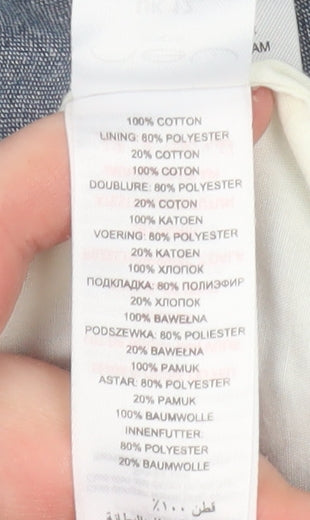 100% COTTON
LINING: 80% POLYESTER
20% COTTON
100% COTON
DOUBLURE: 80% POLYESTER
20% COTON
100% KATOEN
VOERING: 80% POLYESTER
20% KATOEN
100% ХЛОПОК
ПОДКЛАДКА: 80% ПОЛИЭФИР
20% ХЛОПОК
100% BAWEŁNA
PODSZEWKA: 80% POLIESTER
20% BAWEŁNA
100% PAMUK
ASTAR: 80% POLYESTER
20% PAMUK
100% BAUMWOLLE
INNENFUTTER:
80% POLYESTER
20% BAUMWOLLE
قطن ١٠٠٪